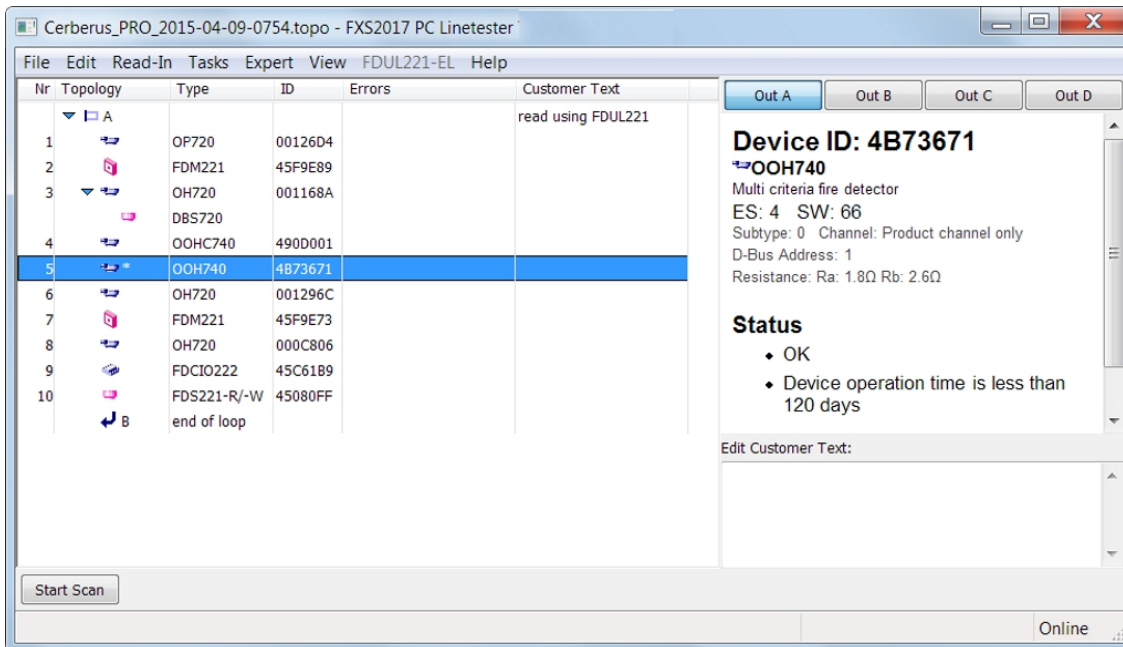 Cerberus_PRO_2015-04-09-0754.topo - FXS2017 PC Linetester
File Edit Read-In Tasks Expert View FDUL221-EL Help
Nr Topology Type ID Errors Customer Text
A read using FDUL221
1 OP720 00126D4
2 FDM221 45F9E89
3 OH720 001168A
DBS720
4 OOHC740 490D001
5 * OOH740 4B73671
6 OH720 001296C
7 FDM221 45F9E73
8 OH720 000C806
9 FDCIO222 45C61B9
10 FDS221-R/-W 45080FF
B end of loop
Out A Out B Out C Out D
Device ID: 4B73671
OOH740
Multi criteria fire detector
ES: 4 SW: 66
Subtype: 0 Channel: Product channel only
D-Bus Address: 1
Resistance: Ra: 1.8Ω Rb: 2.6Ω
Status
• OK
• Device operation time is less than
120 days
Edit Customer Text:
Start Scan
Online